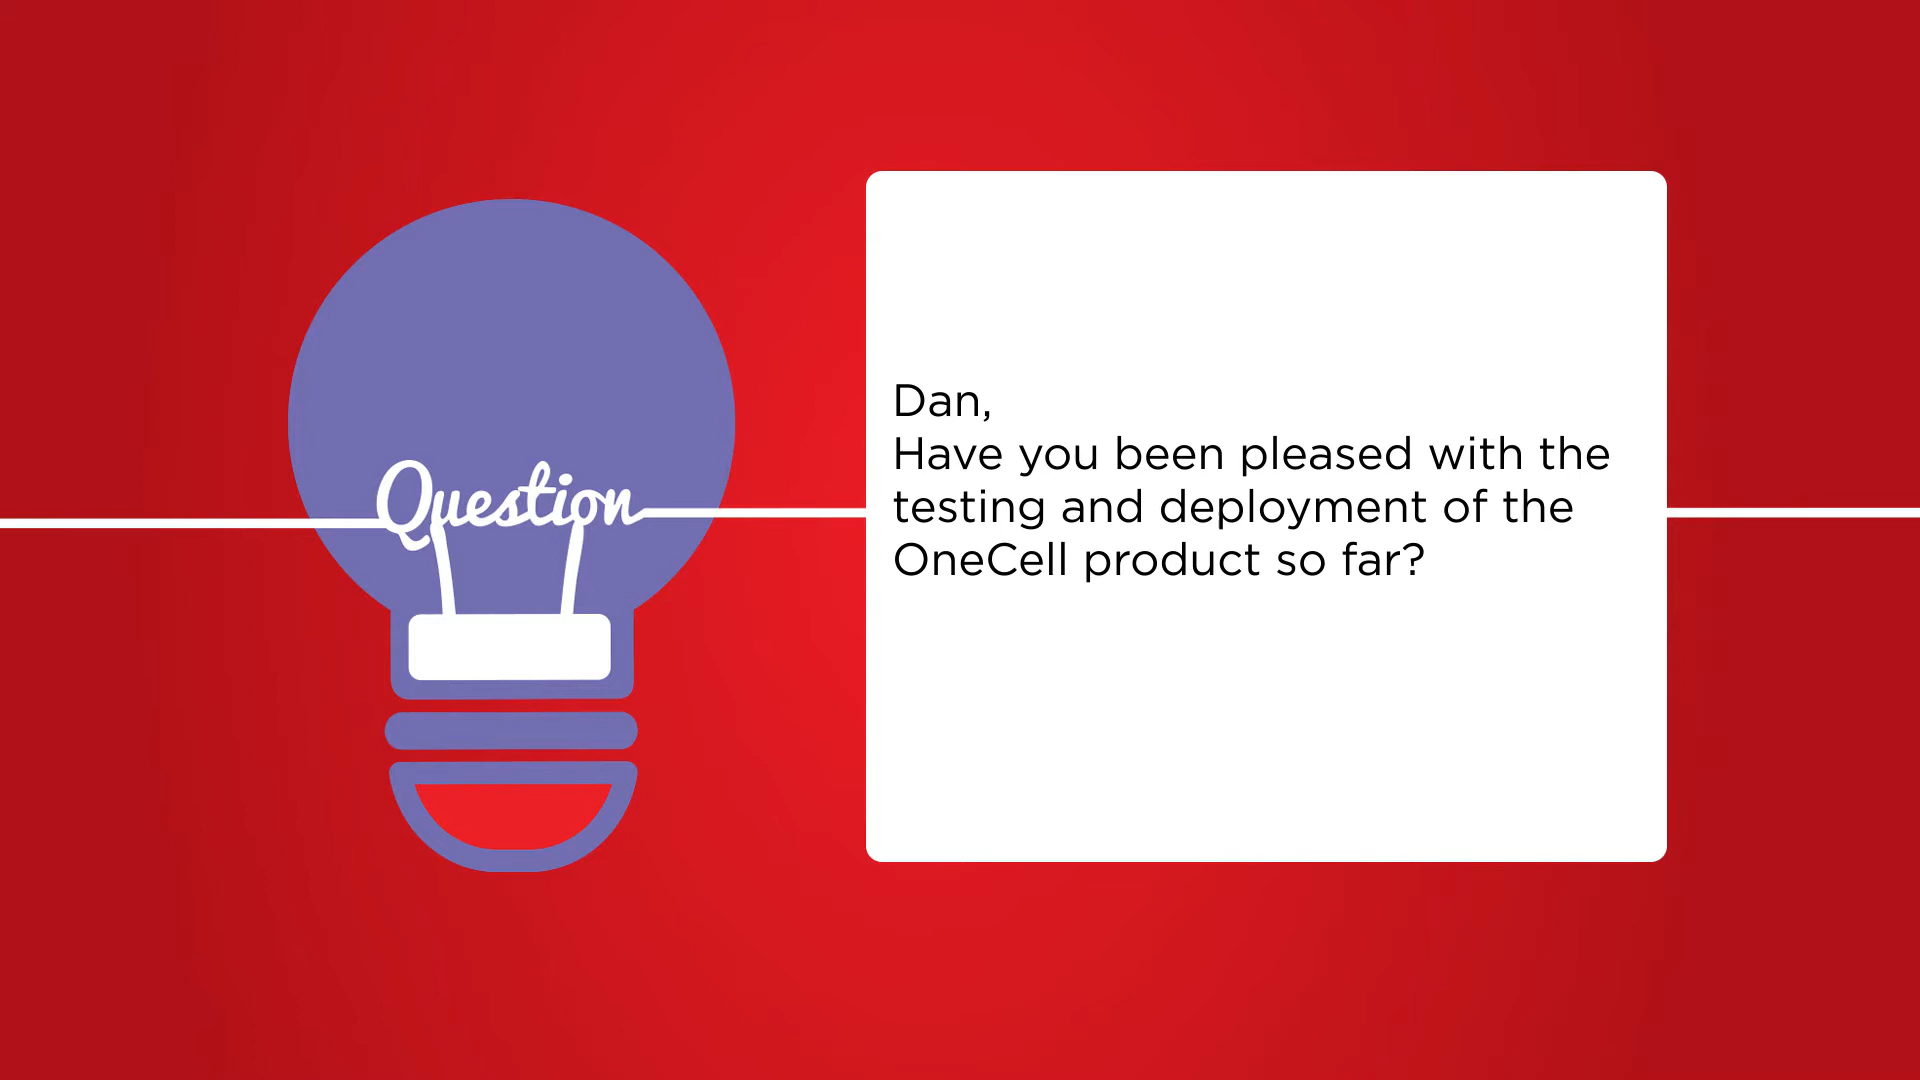 Question
Dan,
Have you been pleased with the
testing and deployment of the
OneCell product so far?